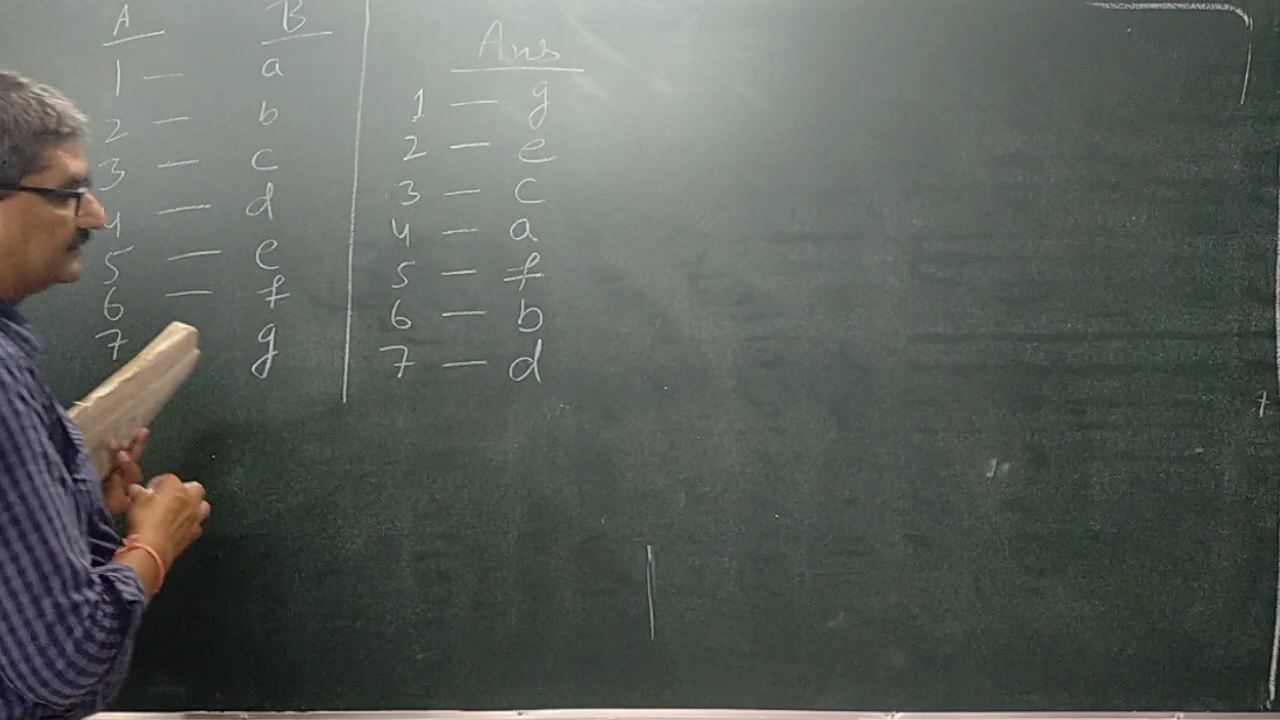 A B
1 — a
2 — b
3 — c
4 — d
5 — e
6 — f
7 g
Ans
1 — g
2 — e
3 — c
4 — a
5 — f
6 — b
7 — d